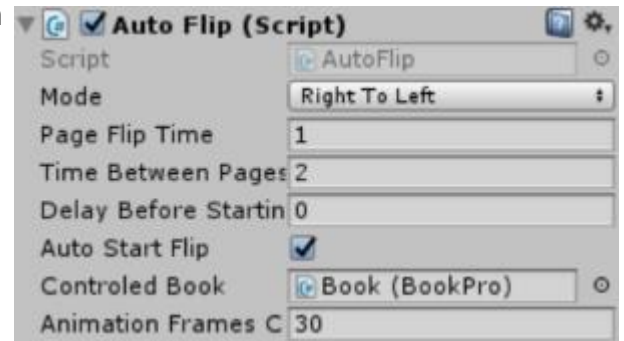 Auto Flip (Script)
Script AutoFlip
Mode Right To Left
Page Flip Time 1
Time Between Pages 2
Delay Before Startin 0
Auto Start Flip
Controled Book Book (BookPro)
Animation Frames C 30